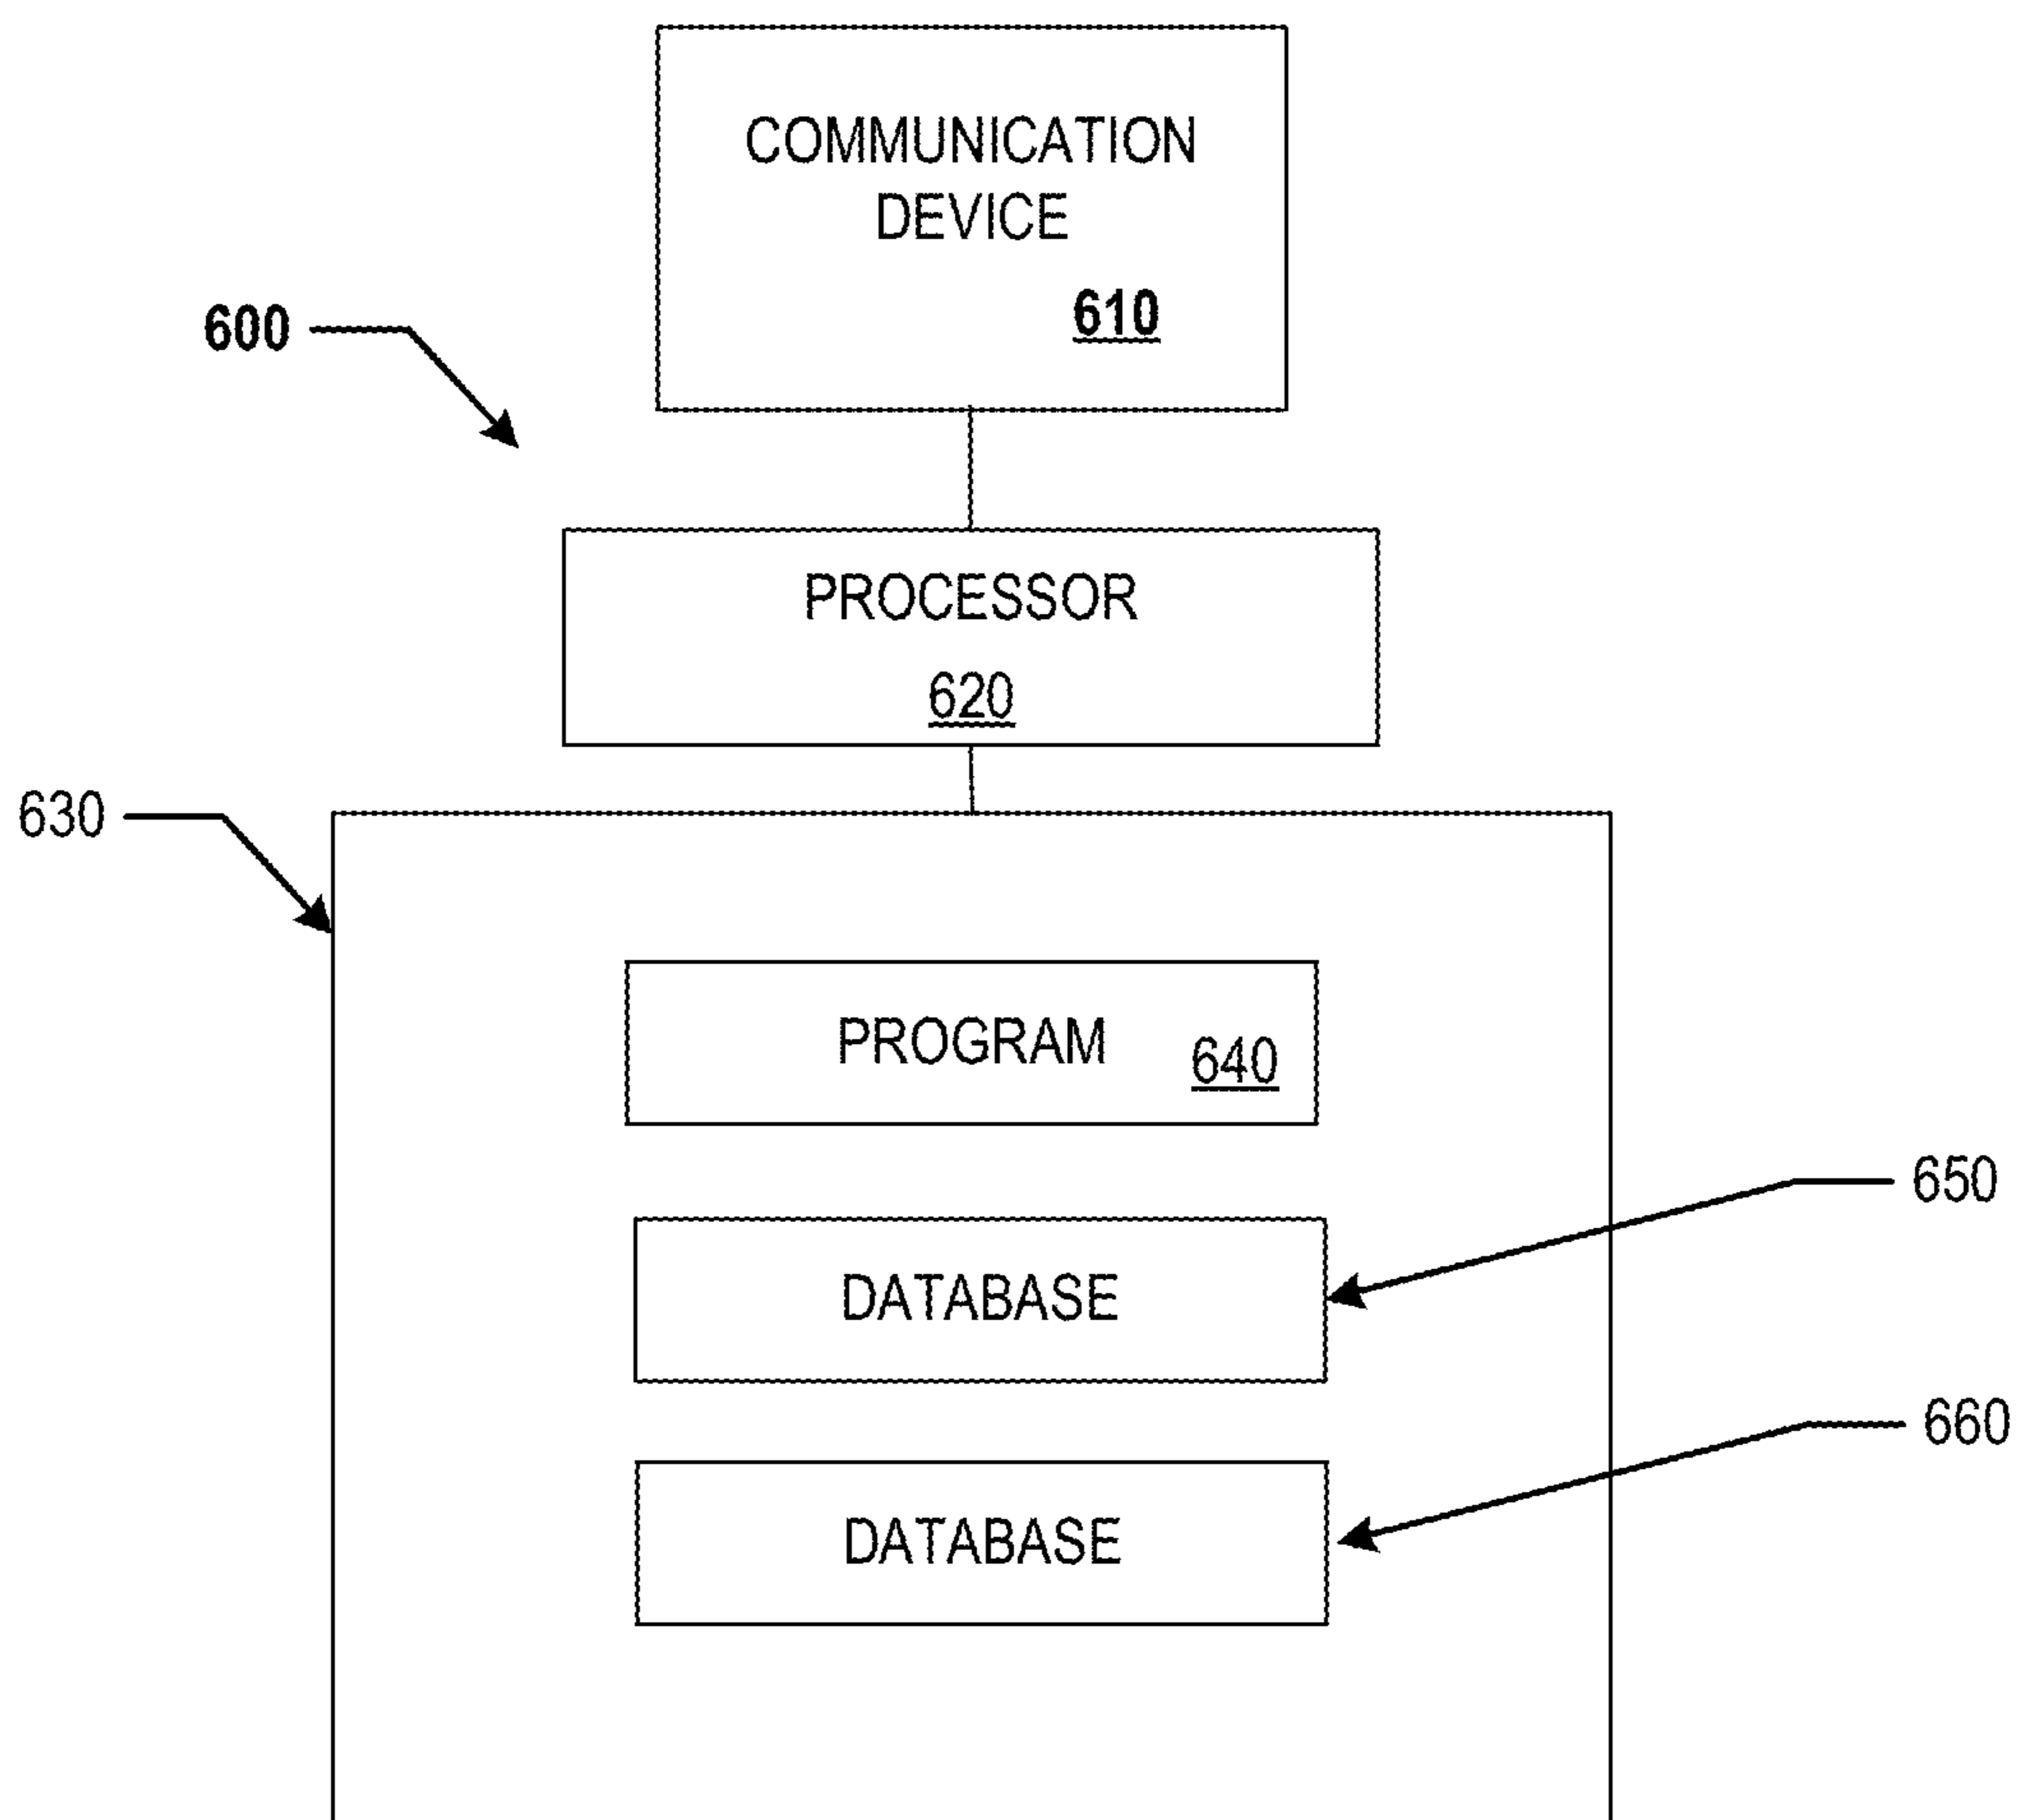 COMMUNICATION
DEVICE
610
600
PROCESSOR
620
630
PROGRAM
640
650
DATABASE
660
DATABASE